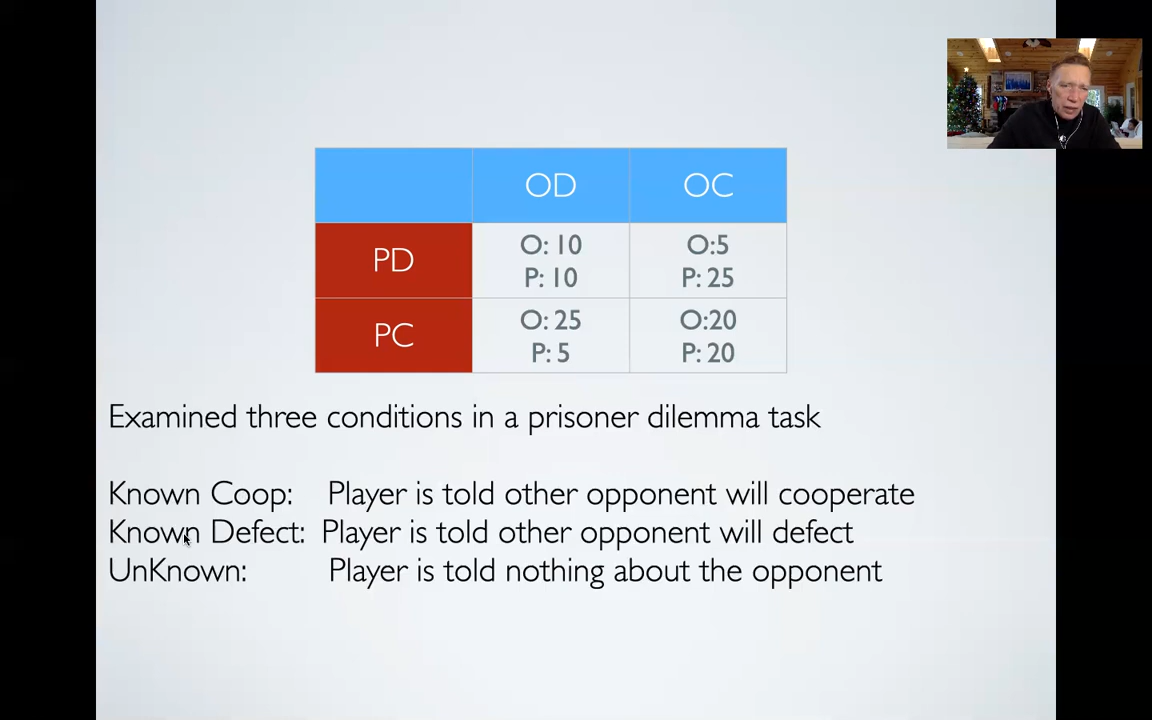 OD OC
PD O: 10 O:5
P: 10 P: 25
PC O: 25 O:20
P: 5 P: 20
Examined three conditions in a prisoner dilemma task
Known Coop: Player is told other opponent will cooperate
Known Defect: Player is told other opponent will defect
UnKnown: Player is told nothing about the opponent